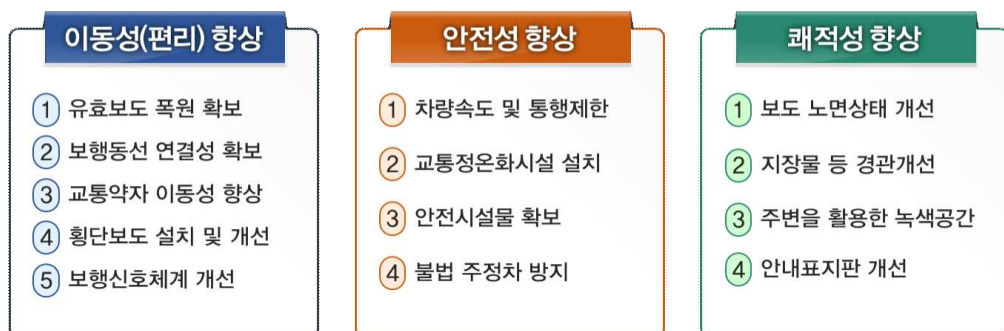 이동성(편리) 향상
1 유효보도 폭원 확보
2 보행동선 연결성 확보
3 교통약자 이동성 향상
4 횡단보도 설치 및 개선
5 보행신호체계 개선
안전성 향상
1 차량속도 및 통행제한
2 교통정온화시설 설치
3 안전시설물 확보
4 불법 주정차 방지
쾌적성 향상
1 보도 노면상태 개선
2 지장물 등 경관개선
3 주변을 활용한 녹색공간
4 안내표지판 개선